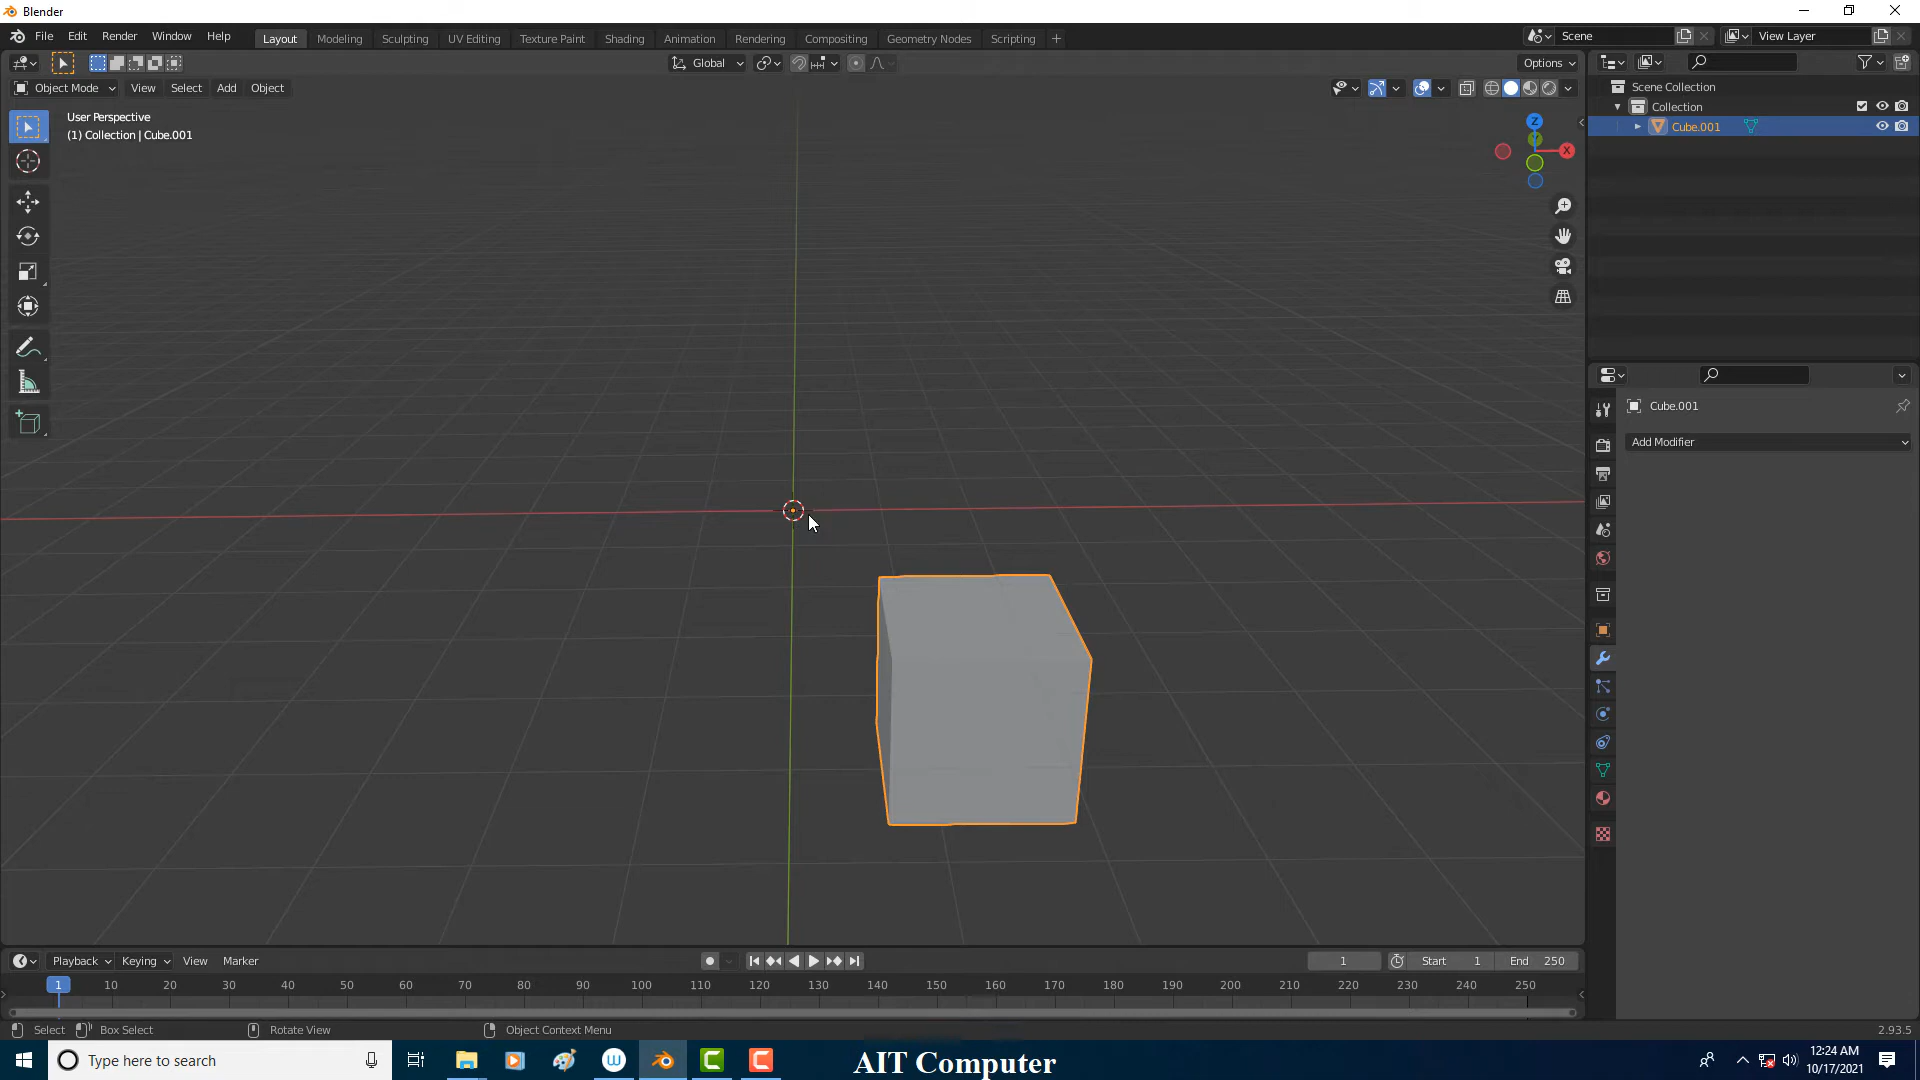 Blender
File Edit Render Window Help Layout Modeling Sculpting UV Editing Texture Paint Shading Animation Rendering Compositing Geometry Nodes Scripting + Scene View Layer
Global Options
Object Mode View Select Add Object
User Perspective
(1) Collection | Cube.001
Z
Y
X
Scene Collection
Collection
Cube.001
Cube.001
Add Modifier
Playback Keying View Marker 1 Start 1 End 250
1 10 20 30 40 50 60 70 80 90 100 110 120 130 140 150 160 170 180 190 200 210 220 230 240 250
Select Box Select Rotate View Object Context Menu 2.93.5
Type here to search
AIT Computer
12:24 AM
10/17/2021